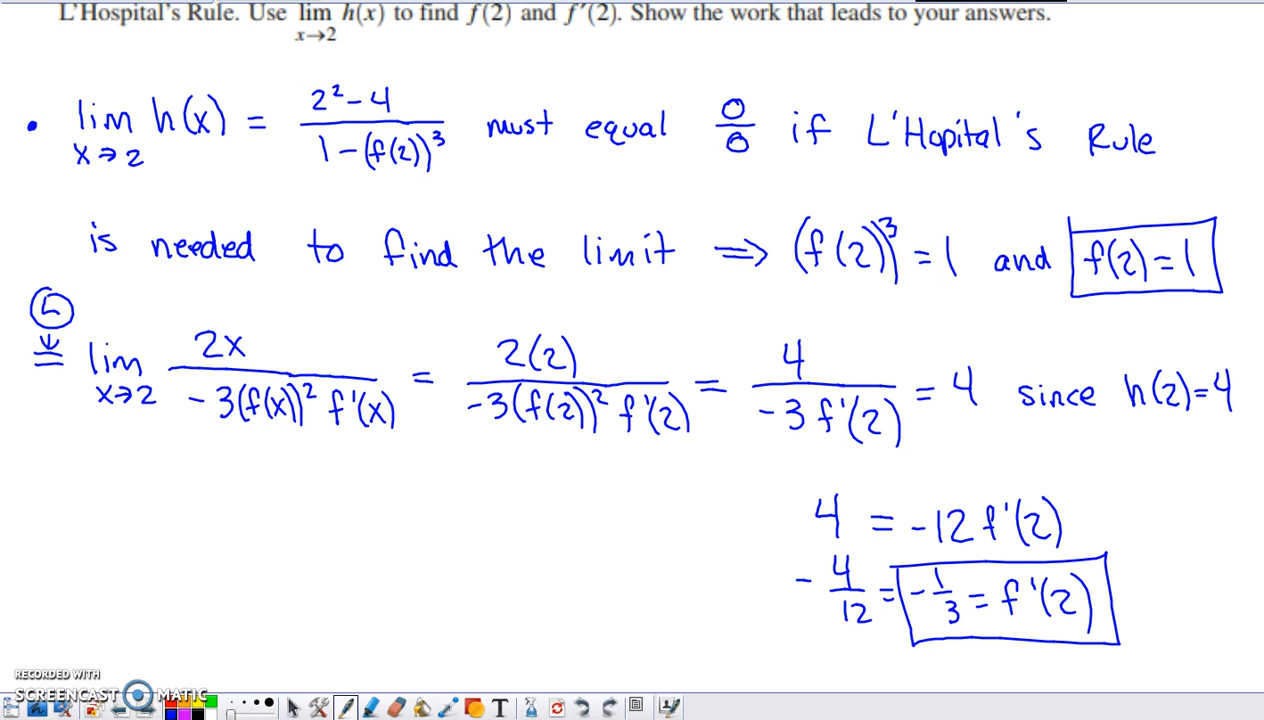 L'Hospital's Rule. Use lim x→2 h(x) to find f(2) and f′(2). Show the work that leads to your answers.
• lim x→2 h(x) = (2² - 4)/(1 - (f(2))³) must equal 0/0 if L'Hopital's Rule
is needed to find the limit ⇒ (f(2))³ = 1 and f(2) = 1
L
= lim x→2 2x/(-3(f(x))² f'(x)) = 2(2)/(-3(f(2))² f'(2)) = 4/(-3 f'(2)) = 4 since h(2)=4
4 = -12 f'(2)
- 4/12 = -1/3 = f'(2)
RECORDED WITH
SCREENCAST MATIC